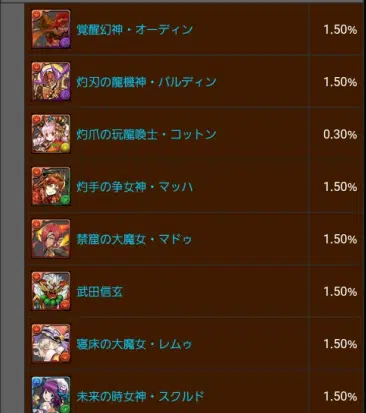 覚醒幻神・オーディン 1.50%
灼刃の龍機神・バルディン 1.50%
灼爪の玩龍喚士・コットン 0.30%
灼手の争女神・マッハ 1.50%
禁窟の大魔女・マドゥ 1.50%
武田信玄 1.50%
寝床の大魔女・レムゥ 1.50%
未来の時女神・スクルド 1.50%